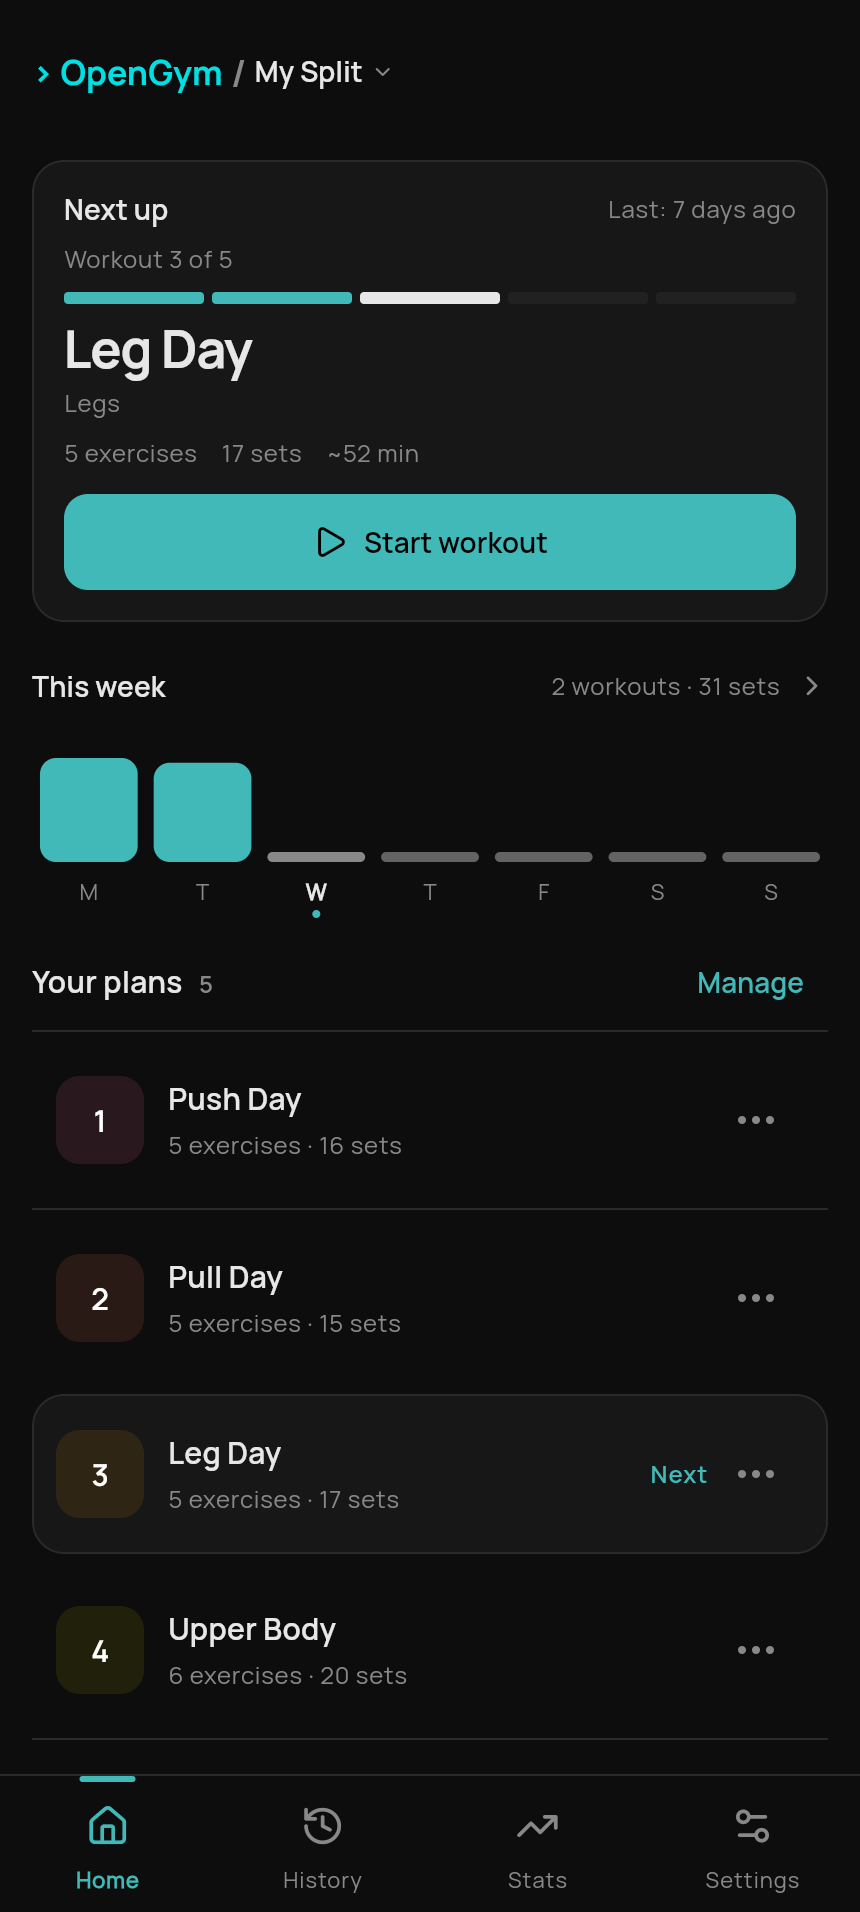 OpenGym / My Split
Next up
Last: 7 days ago
Workout 3 of 5
Leg Day
Legs
5 exercises 17 sets ~52 min
Start workout
This week
2 workouts · 31 sets
M T W T F S S
Your plans 5
Manage
1
Push Day
5 exercises · 16 sets
2
Pull Day
5 exercises · 15 sets
3
Leg Day
5 exercises · 17 sets
Next
4
Upper Body
6 exercises · 20 sets
Home History Stats Settings